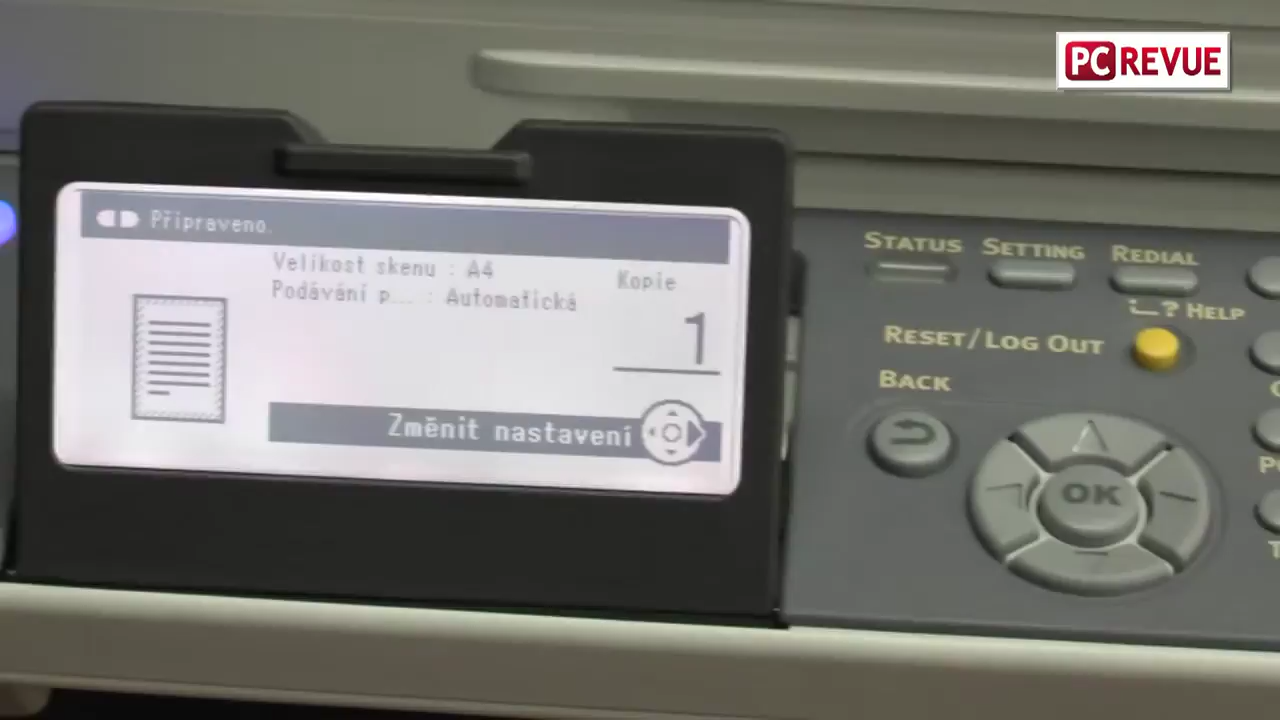 PC REVUE
Připraveno.
Velikost skenu : A4
Podávání p... : Automatická
Kopie
1
Změnit nastavení
STATUS
SETTING
REDIAL
? HELP
RESET/LOG OUT
BACK
OK